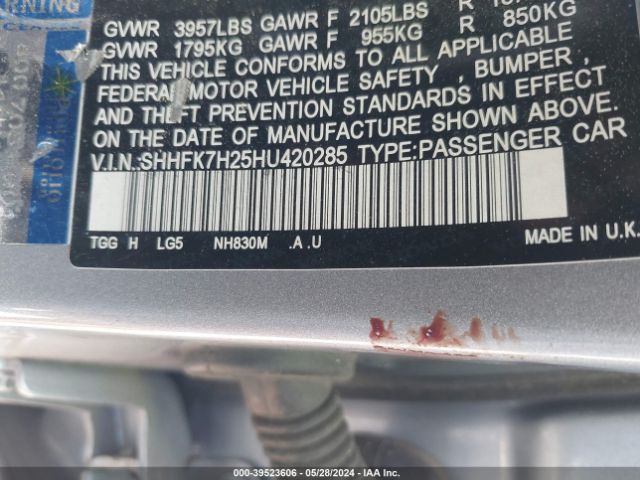 RNING
GVWR 3957LBS GAWR F 2105LBS R
GVWR 1795KG GAWR F 955KG R 850KG
THIS VEHICLE CONFORMS TO ALL APPLICABLE
FEDERAL MOTOR VEHICLE SAFETY , BUMPER ,
AND THEFT PREVENTION STANDARDS IN EFFECT
ON THE DATE OF MANUFACTURE SHOWN ABOVE.
V.I.N.:SHHFK7H25HU420285 TYPE:PASSENGER CAR
TGG H LG5 NH830M .A .U
MADE IN U.K.
000-39523606 • 05/28/2024 • IAA Inc.